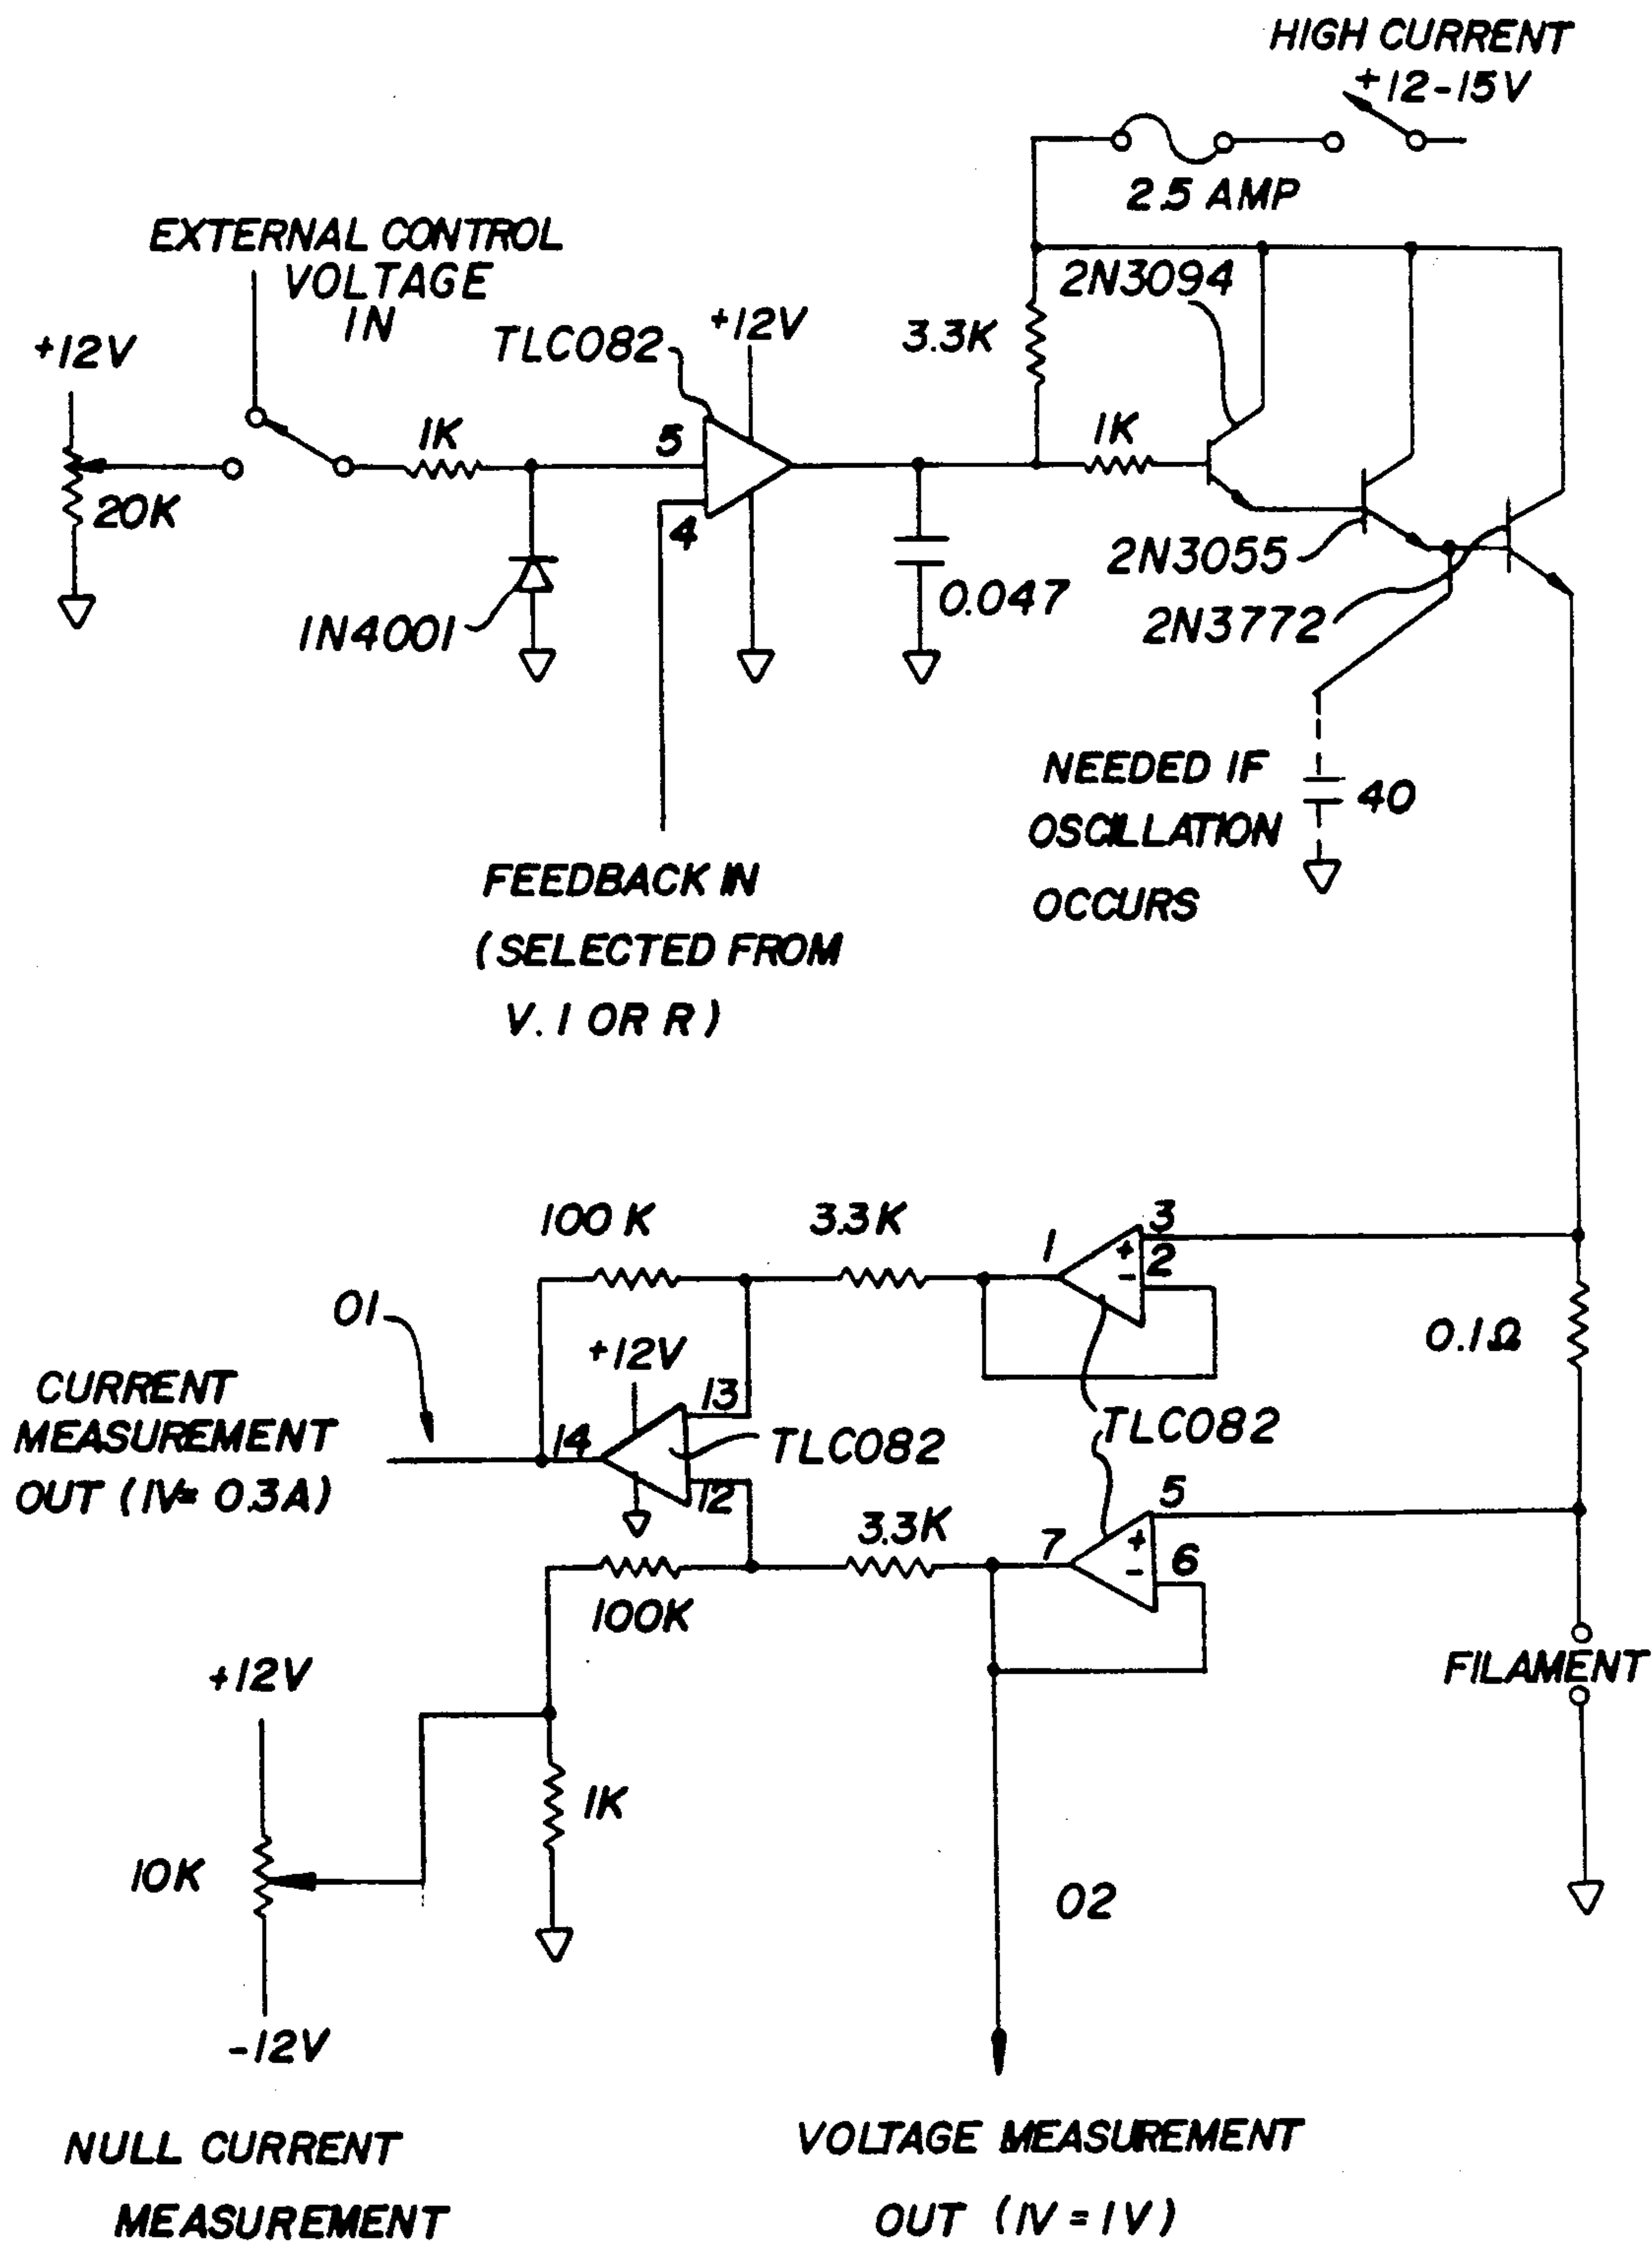 HIGH CURRENT
+12-15V
2.5 AMP
EXTERNAL CONTROL
VOLTAGE
IN
+12V
20K
1K
TLC082
+12V
5
4
1N4001
3.3K
2N3094
1K
0.047
2N3055
2N3772
NEEDED IF
OSCILLATION
OCCURS
40
FEEDBACK IN
(SELECTED FROM
V. I OR R)
100 K
3.3K
1
3
+
2
-
01
+12V
13
0.1Ω
CURRENT
MEASUREMENT
OUT (1V= 0.3A)
14
TLC082
TLC082
12
3.3K
5
7
+
6
-
100K
FILAMENT
+12V
1K
10K
02
-12V
NULL CURRENT
MEASUREMENT
VOLTAGE MEASUREMENT
OUT (1V = 1V)